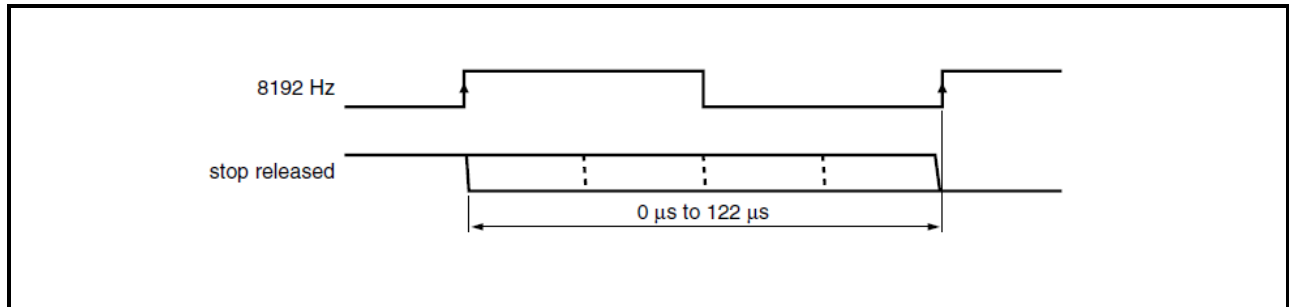 8192 Hz
stop released
0 μs to 122 μs